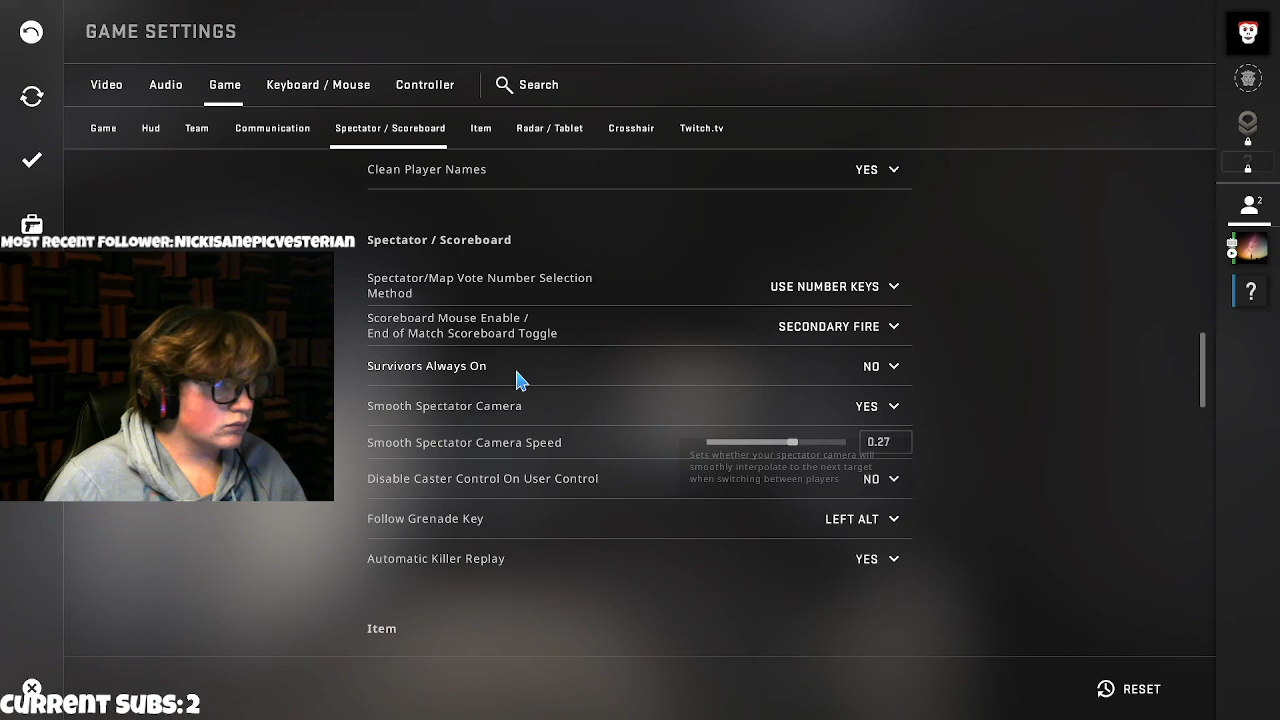 GAME SETTINGS
Video Audio Game Keyboard / Mouse Controller Search
Game Hud Team Communication Spectator / Scoreboard Item Radar / Tablet Crosshair Twitch.tv
Clean Player Names YES
MOST RECENT FOLLOWER:NICKISANEPICVESTERIAN
Spectator / Scoreboard
Spectator/Map Vote Number Selection
Method
USE NUMBER KEYS
Scoreboard Mouse Enable /
End of Match Scoreboard Toggle
SECONDARY FIRE
Survivors Always On NO
Smooth Spectator Camera YES
Smooth Spectator Camera Speed 0.27
Sets whether your spectator camera will
smoothly interpolate to the next target
when switching between players
Disable Caster Control On User Control NO
Follow Grenade Key LEFT ALT
Automatic Killer Replay YES
Item
RESET
CURRENT SUBS: 2
2
?
?